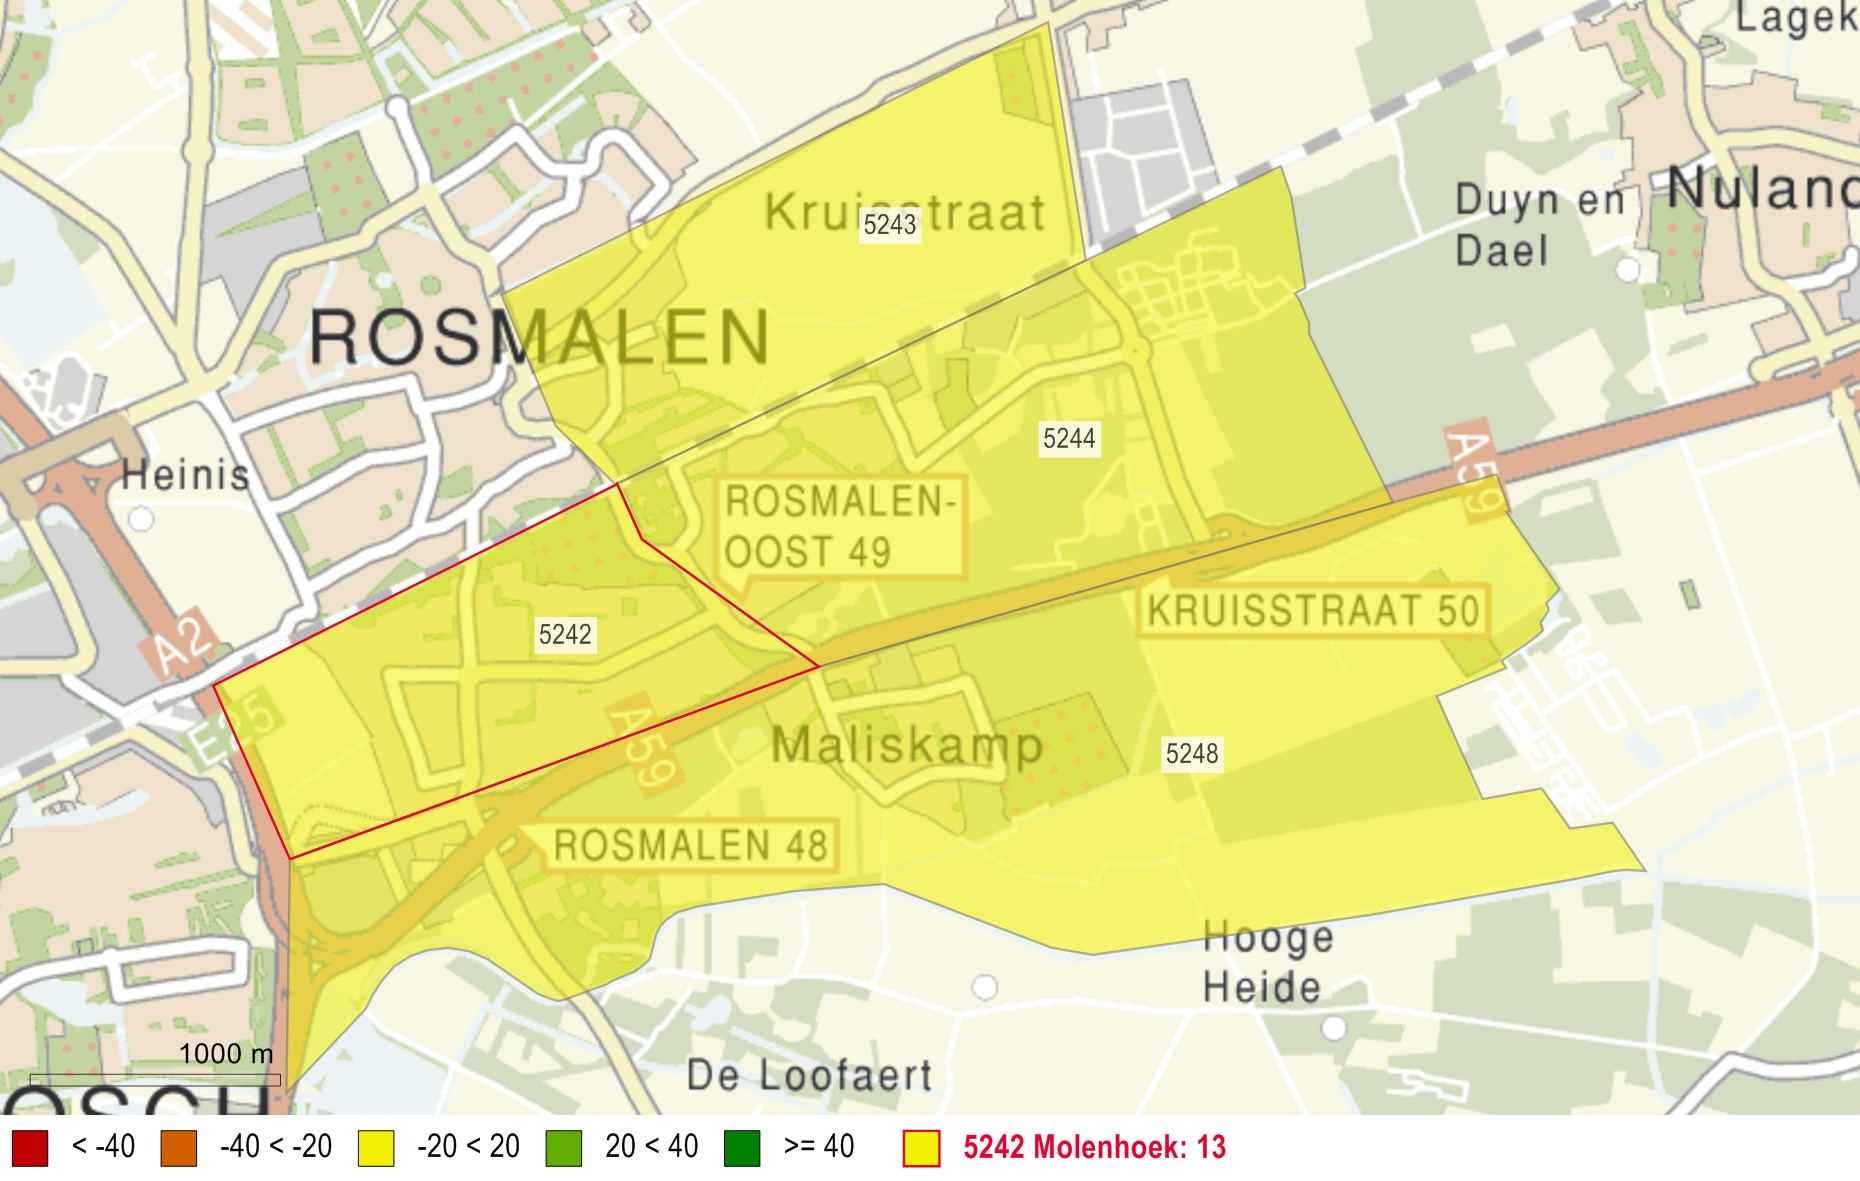 Lagek
Kruisstraat
5243
Duyn en
Dael
Nuland
ROSMALEN
Heinis
5244
A59
ROSMALEN-
OOST 49
KRUISSTRAAT 50
5242
A2
E25
A59
Maliskamp
5248
ROSMALEN 48
Hooge
Heide
De Loofaert
1000 m
OSCH
< -40
-40 < -20
-20 < 20
20 < 40
>= 40
5242 Molenhoek: 13